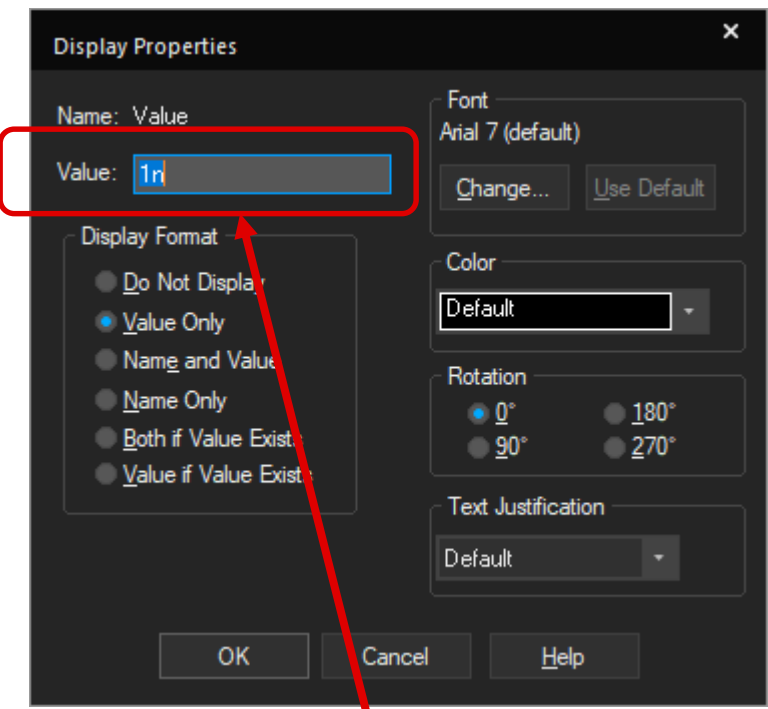 Display Properties
×
Name: Value
Value: 1n
Display Format
Do Not Display
Value Only
Name and Value
Name Only
Both if Value Exists
Value if Value Exists
Font
Arial 7 (default)
Change... Use Default
Color
Default
Rotation
0° 180°
90° 270°
Text Justification
Default
OK Cancel Help